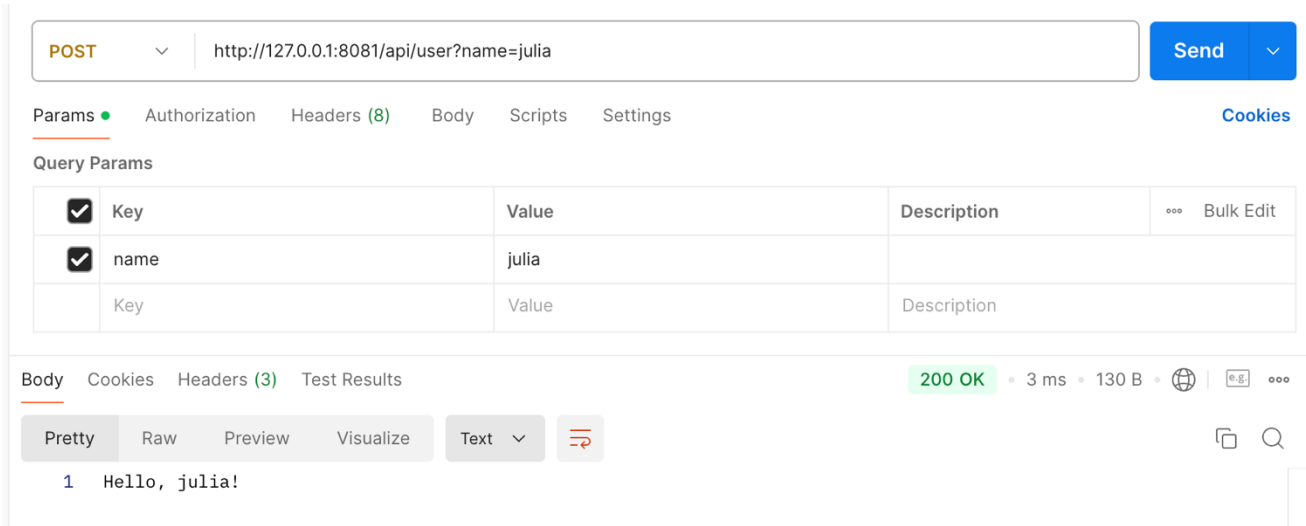 POST http://127.0.0.1:8081/api/user?name=julia Send
Params Authorization Headers (8) Body Scripts Settings Cookies
Query Params
Key Value Description Bulk Edit
name julia
Key Value Description
Body Cookies Headers (3) Test Results 200 OK 3 ms 130 B e.g.
Pretty Raw Preview Visualize Text
1 Hello, julia!